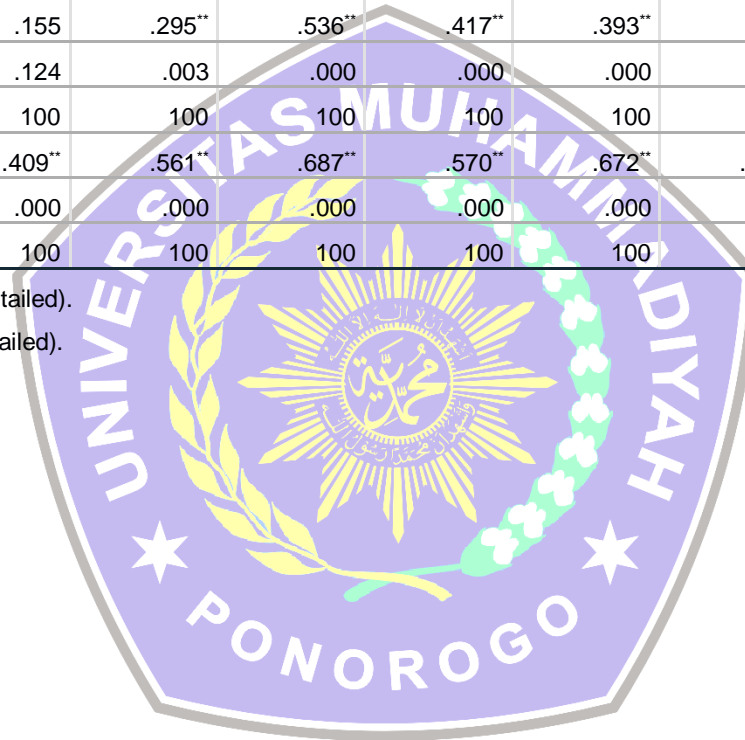 .155 .295** .536** .417** .393**
.124 .003 .000 .000 .000
100 100 100 100 100
.409** .561** .687** .570** .672** .
.000 .000 .000 .000 .000
100 100 100 100 100
tailed).
ailed).
UNIVERSITAS MUHAMMADIYAH
محمدية
PONOROGO